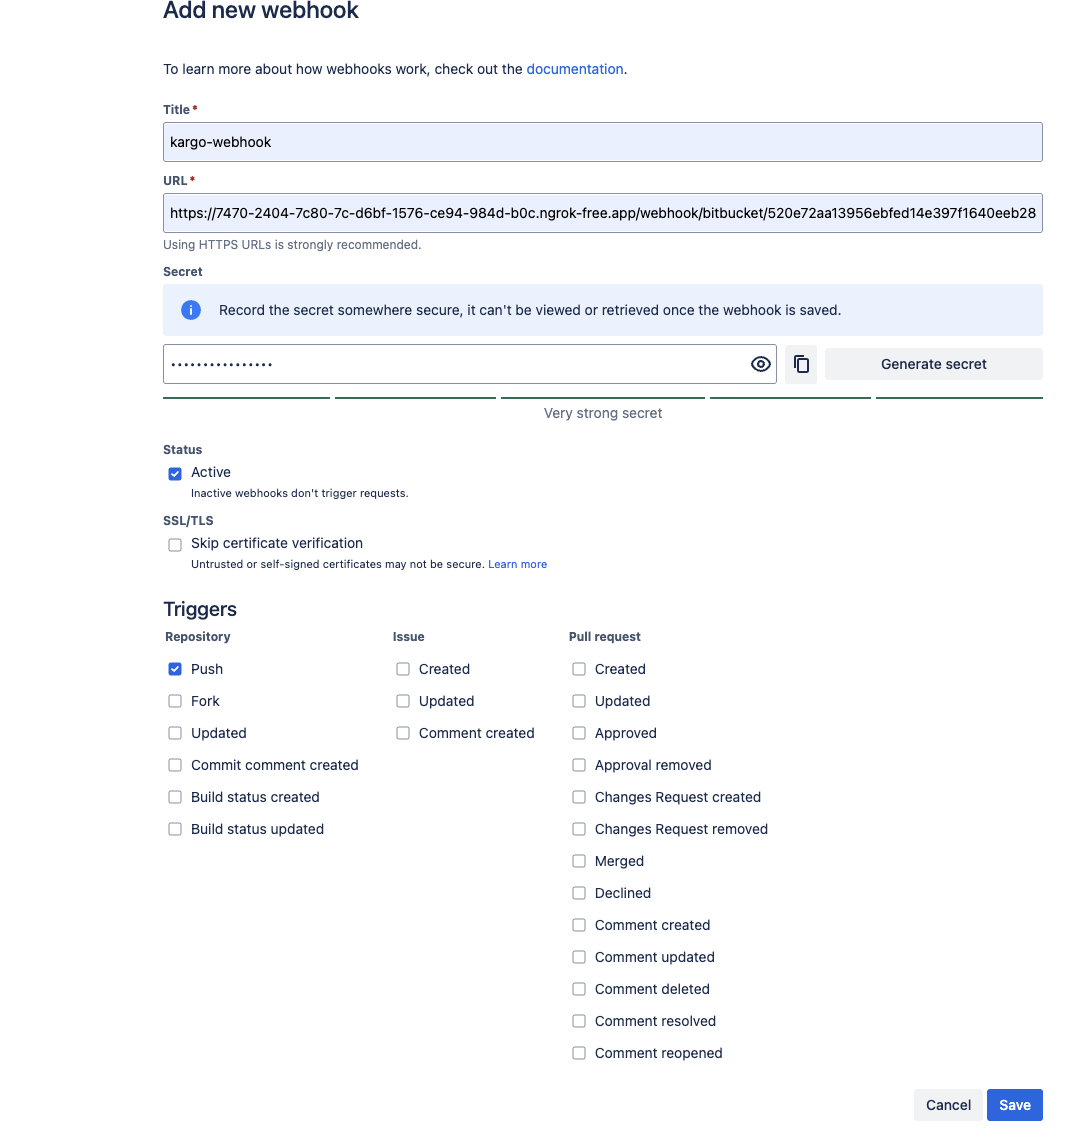 Add new webhook
To learn more about how webhooks work, check out the documentation.
Title*
kargo-webhook
URL*
https://7470-2404-7c80-7c-d6bf-1576-ce94-984d-b0c.ngrok-free.app/webhook/bitbucket/520e72aa13956ebfed14e397f1640eeb28
Using HTTPS URLs is strongly recommended.
Secret
Record the secret somewhere secure, it can't be viewed or retrieved once the webhook is saved.
••••••••••••••••
Generate secret
Very strong secret
Status
Active
Inactive webhooks don't trigger requests.
SSL/TLS
Skip certificate verification
Untrusted or self-signed certificates may not be secure. Learn more
Triggers
Repository
Push
Fork
Updated
Commit comment created
Build status created
Build status updated
Issue
Created
Updated
Comment created
Pull request
Created
Updated
Approved
Approval removed
Changes Request created
Changes Request removed
Merged
Declined
Comment created
Comment updated
Comment deleted
Comment resolved
Comment reopened
Cancel
Save